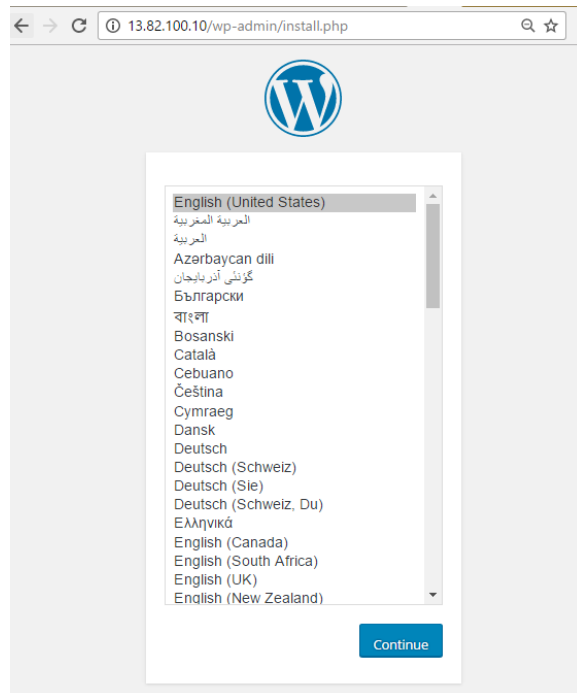 13.82.100.10/wp-admin/install.php
English (United States)
العربية المغربية
العربية
Azərbaycan dili
گؤنئی آذربایجان
Български
বাংলা
Bosanski
Català
Cebuano
Čeština
Cymraeg
Dansk
Deutsch
Deutsch (Schweiz)
Deutsch (Sie)
Deutsch (Schweiz, Du)
Ελληνικά
English (Canada)
English (South Africa)
English (UK)
English (New Zealand)
Continue